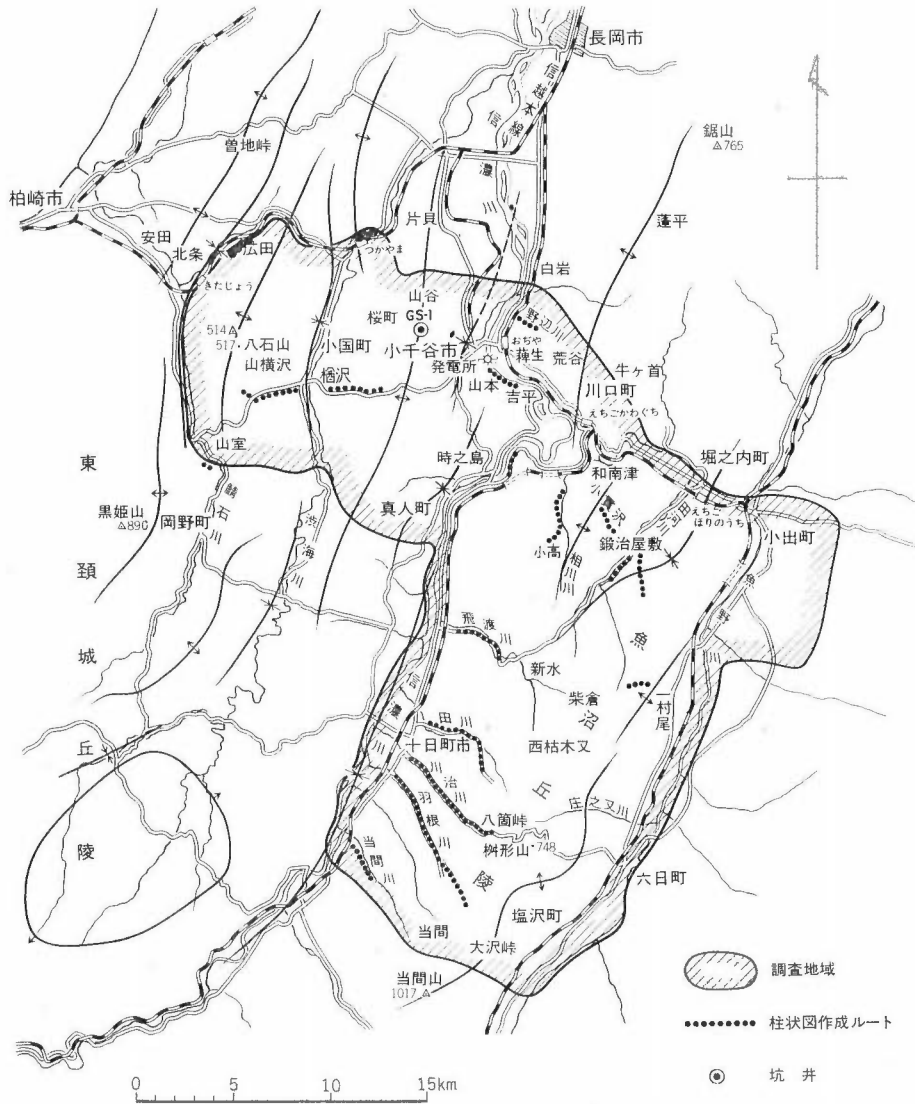 長岡市
信越本線
信濃川
鋸山
△765
曽地峠
柏崎市
蓬平
片貝
安田
北条
広田
つかやま
白岩
きたじょう
山谷
桜町
GS-1
野辺川
514△
517・八石山
小国町
小千谷市
おぢや
薭生
荒谷
牛ヶ首
山横沢
発電所
川口町
楢沢
山本
吉平
えちごかわぐち
山室
時之島
和南津
堀之内町
東頚城丘陵
黒姫山
△890
岡野町
鯖石川
渋海川
真人町
えちごほりのうち
小出町
小高
相川川
鍛冶屋敷
魚野川
飛渡川
新水
魚沼丘陵
柴倉
一村尾
信濃川
田川
十日町市
西枯木又
川治川
羽根川
庄之又川
八箇峠
桝形山・748
当間川
六日町
塩沢町
当間
大沢峠
当間山
1017△
調査地域
柱状図作成ルート
坑井
0 5 10 15km